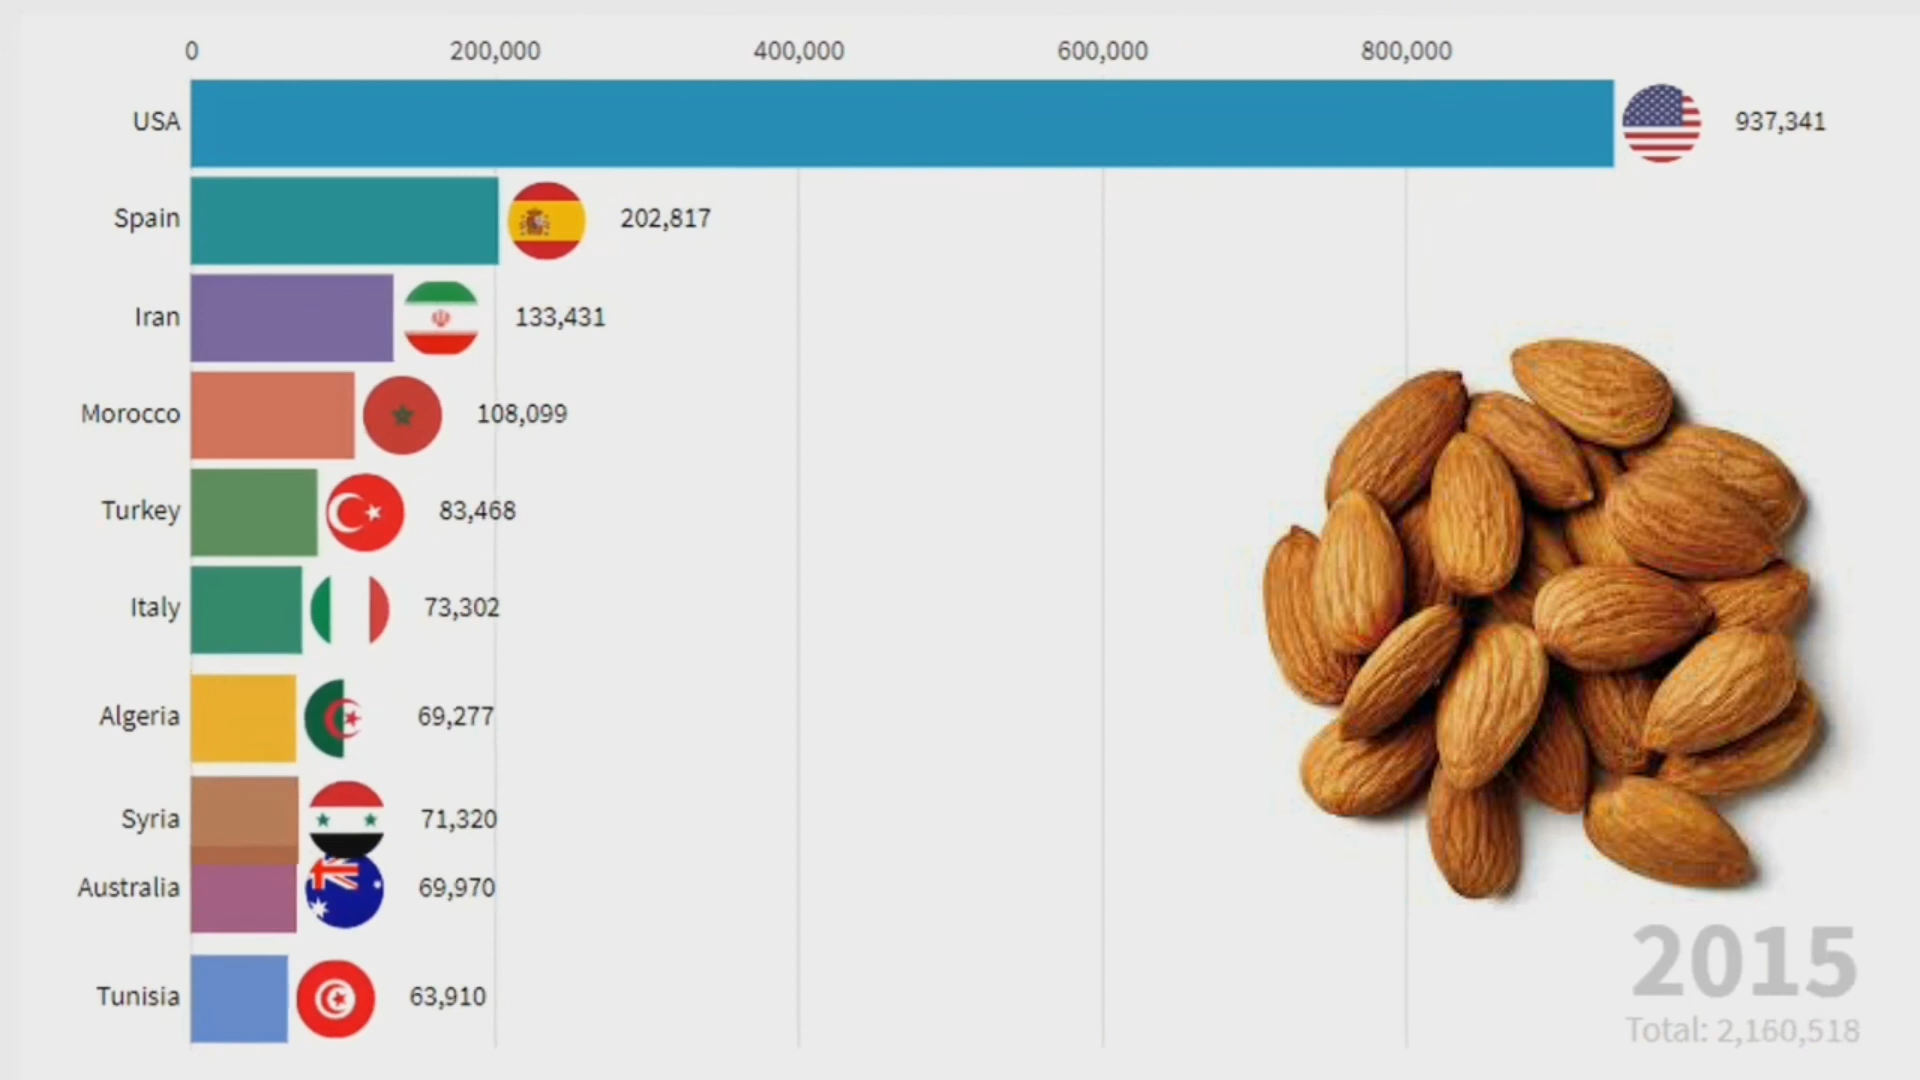 0 200,000 400,000 600,000 800,000
USA 937,341
Spain 202,817
Iran 133,431
Morocco 108,099
Turkey 83,468
Italy 73,302
Algeria 69,277
Syria 71,320
Australia 69,970
Tunisia 63,910
2015
Total: 2,160,518